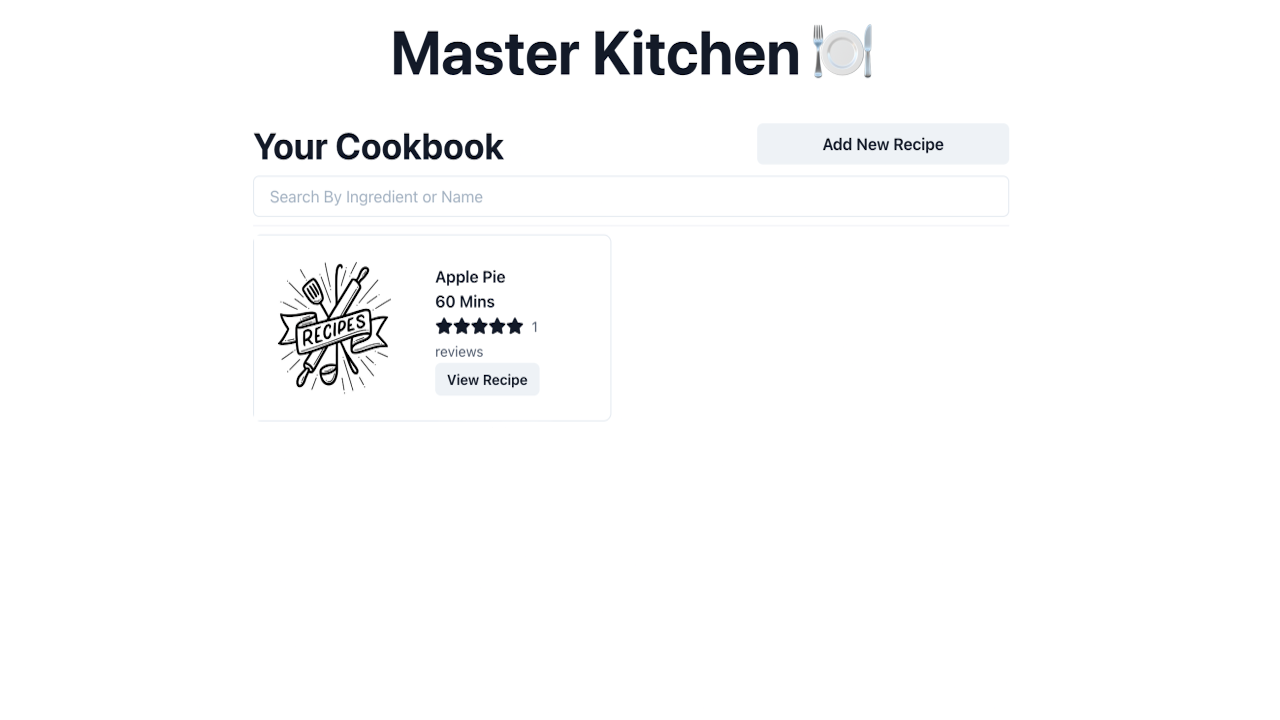 Master Kitchen 🍽️
Your Cookbook
Add New Recipe
Search By Ingredient or Name
RECIPES
Apple Pie
60 Mins
★★★★★ 1
reviews
View Recipe